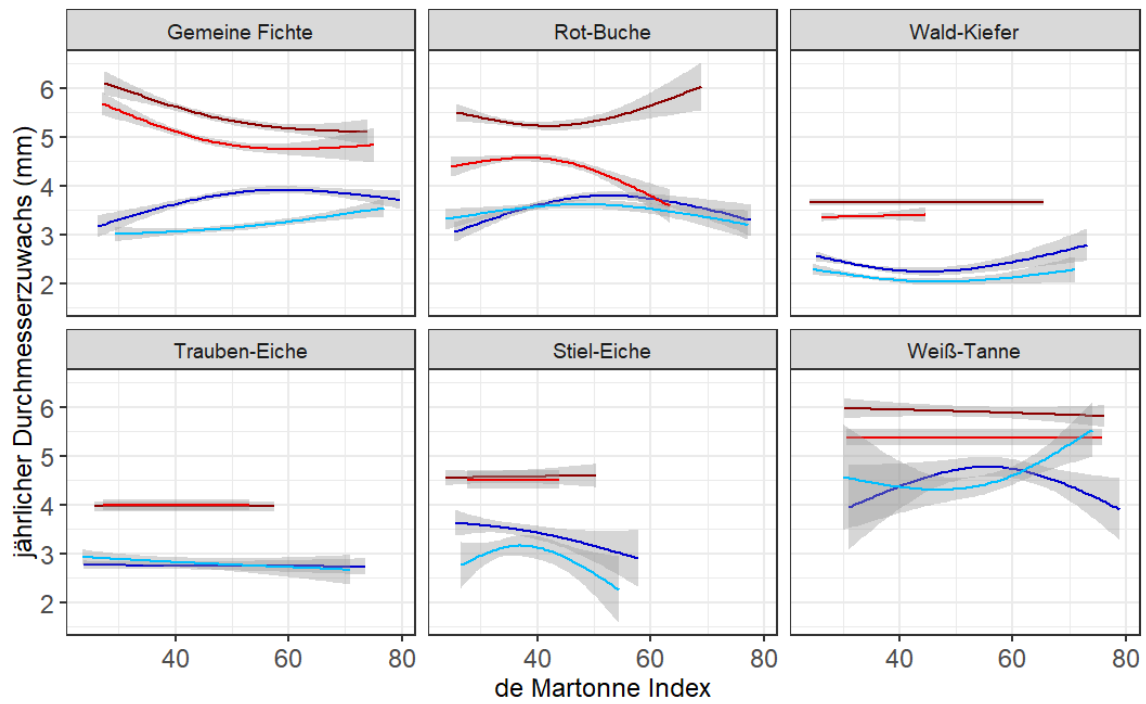 Gemeine Fichte
Rot-Buche
Wald-Kiefer
6
5
4
3
2
Trauben-Eiche
Stiel-Eiche
Weiß-Tanne
6
5
4
3
2
40
60
80
40
60
80
40
60
80
de Martonne Index
jährlicher Durchmesserzuwachs (mm)